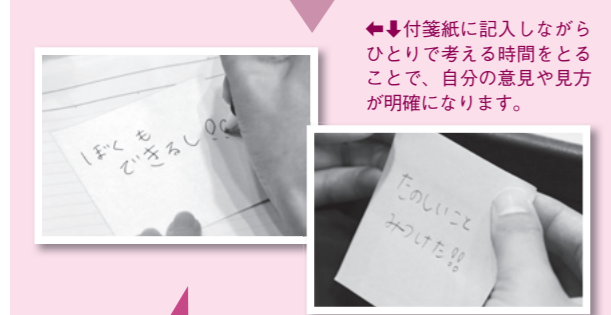 ⬅⬇付箋紙に記入しながら
ひとりで考える時間をとる
ことで、自分の意見や見方
が明確になります。
ぼくも
できるし!?
たのしいこと
みつけた!!